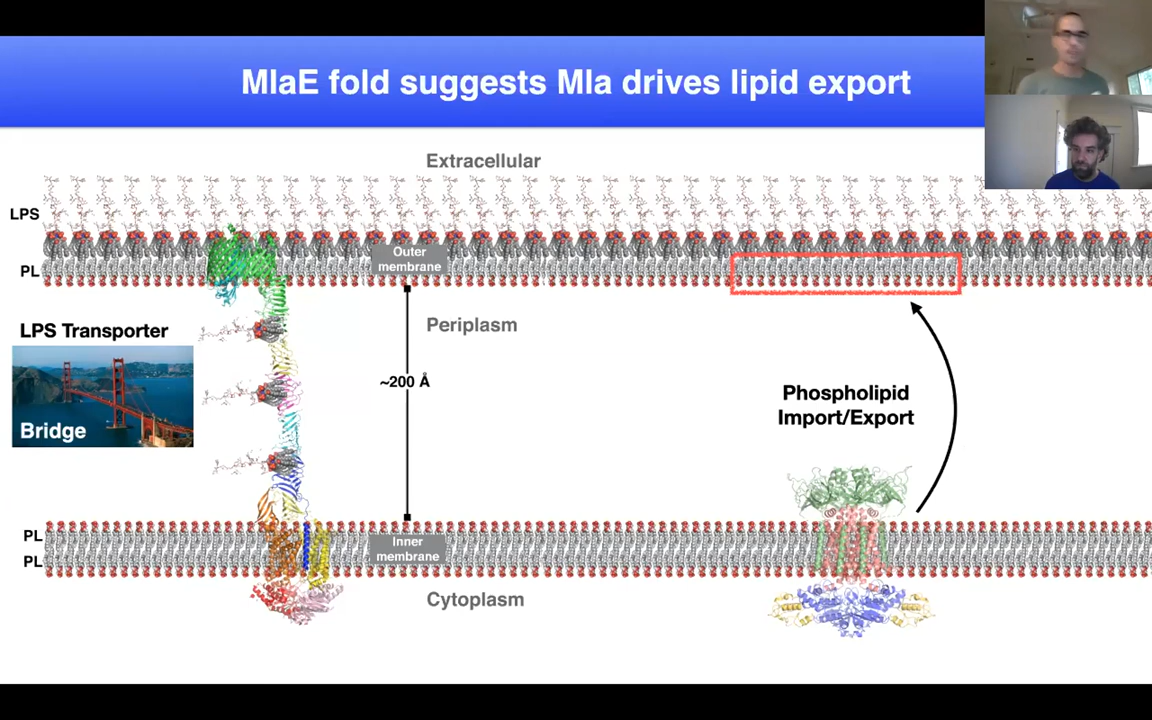 MlaE fold suggests Mla drives lipid export
Extracellular
LPS
Outer
membrane
PL
LPS Transporter
Bridge
Periplasm
~200 Å
Phospholipid
Import/Export
PL
PL
Inner
membrane
Cytoplasm